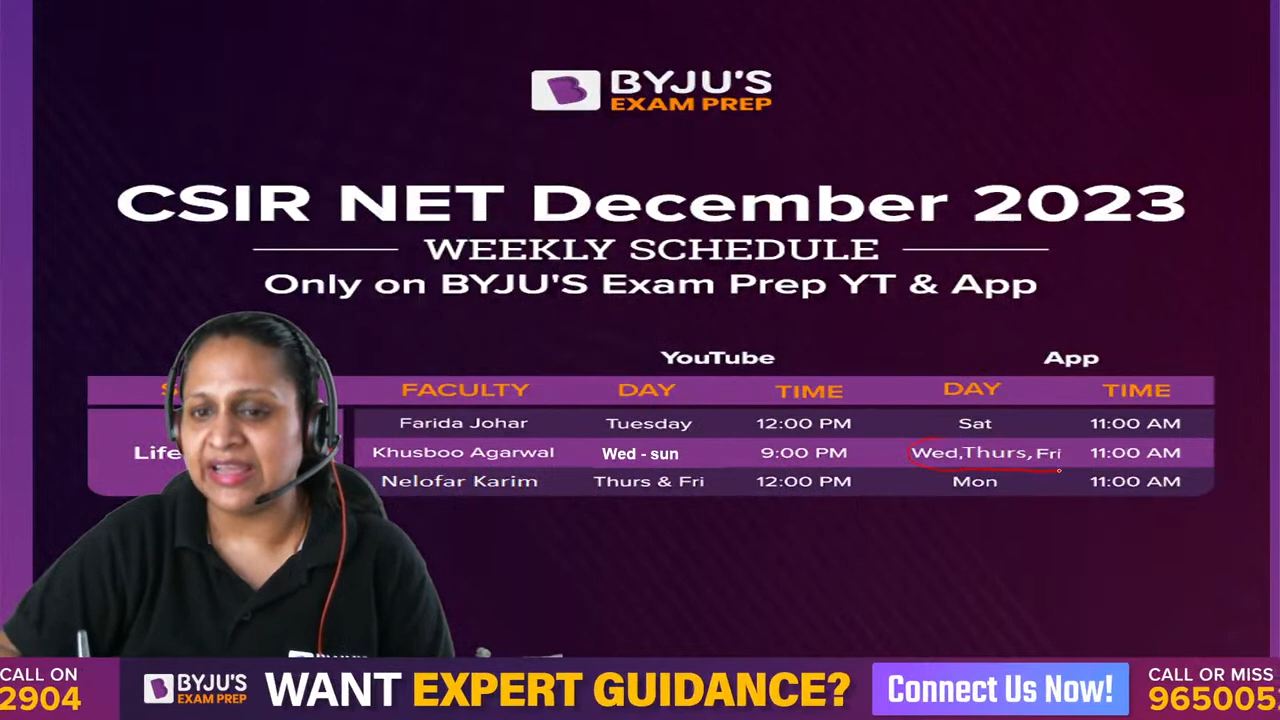 BYJU'S
EXAM PREP
CSIR NET December 2023
WEEKLY SCHEDULE
Only on BYJU'S Exam Prep YT & App
YouTube App
FACULTY DAY TIME DAY TIME
Farida Johar Tuesday 12:00 PM Sat 11:00 AM
Life Khusboo Agarwal Wed - sun 9:00 PM Wed,Thurs, Fri 11:00 AM
Nelofar Karim Thurs & Fri 12:00 PM Mon 11:00 AM
CALL ON
2904
BYJU'S
EXAM PREP
WANT EXPERT GUIDANCE?
Connect Us Now!
CALL OR MISS
965005